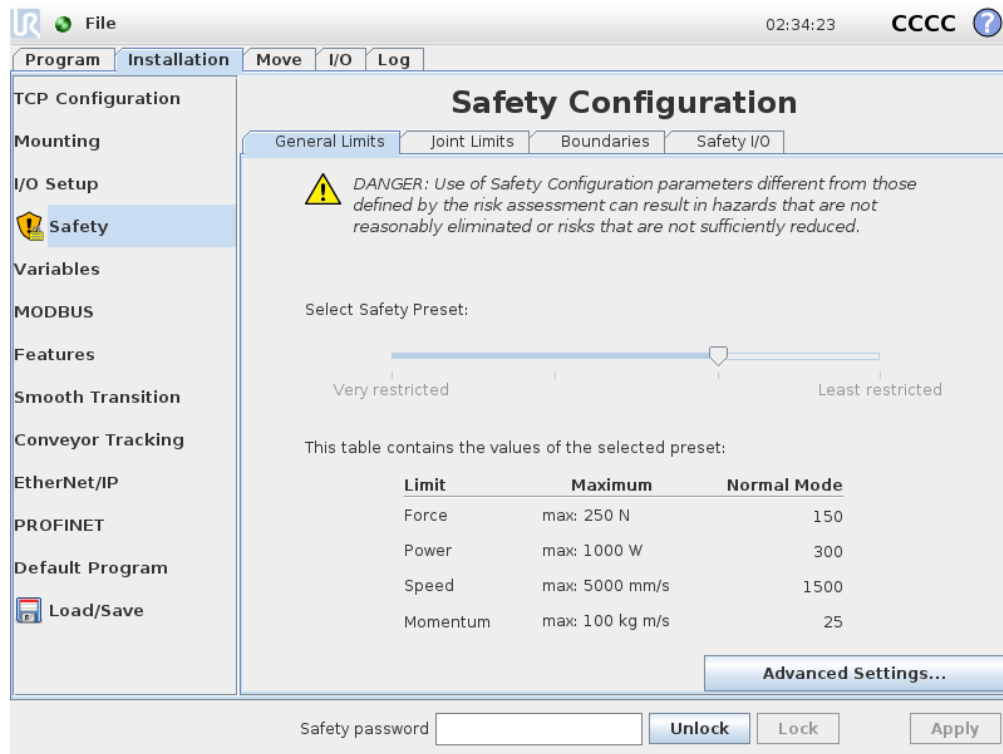 UR File 02:34:23 CCCC ?
Program Installation Move I/O Log
TCP Configuration
Mounting
I/O Setup
Safety
Variables
MODBUS
Features
Smooth Transition
Conveyor Tracking
EtherNet/IP
PROFINET
Default Program
Load/Save
Safety Configuration
General Limits Joint Limits Boundaries Safety I/O
DANGER: Use of Safety Configuration parameters different from those
defined by the risk assessment can result in hazards that are not
reasonably eliminated or risks that are not sufficiently reduced.
Select Safety Preset:
Very restricted Least restricted
This table contains the values of the selected preset:
Limit Maximum Normal Mode
Force max: 250 N 150
Power max: 1000 W 300
Speed max: 5000 mm/s 1500
Momentum max: 100 kg m/s 25
Advanced Settings...
Safety password Unlock Lock Apply